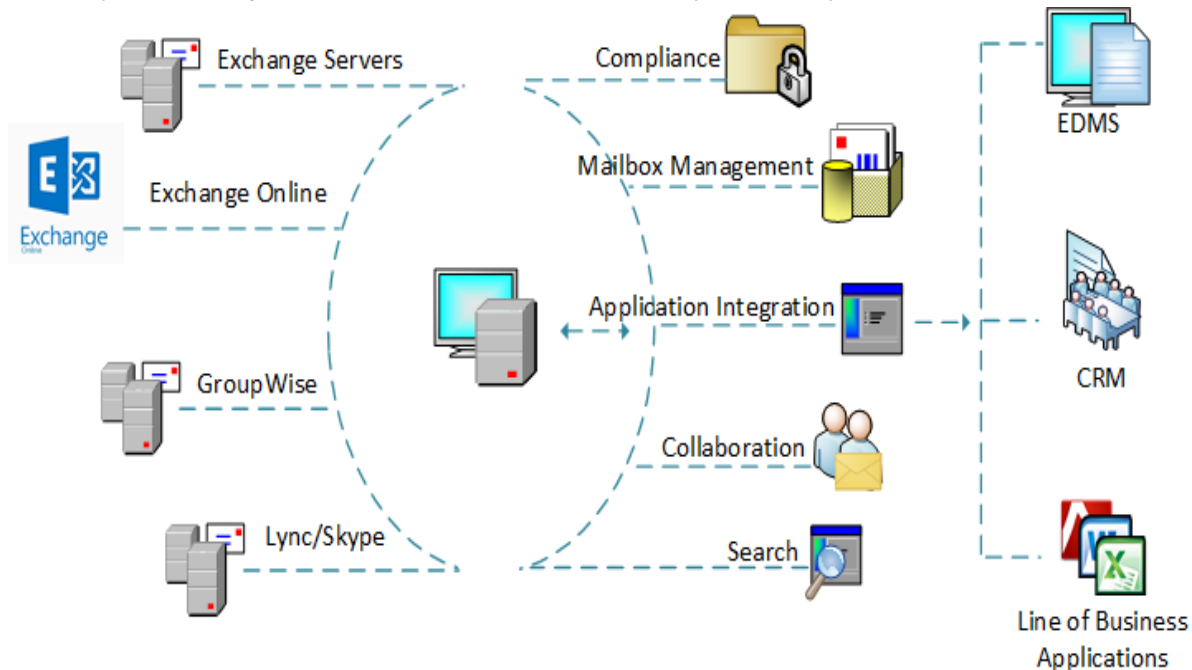 Exchange Servers
Compliance
EDMS
Mailbox Management
E
Exchange Online
Exchange
Online
Application Integration
CRM
GroupWise
Collaboration
Lync/Skype
Search
W
X
Line of Business
Applications